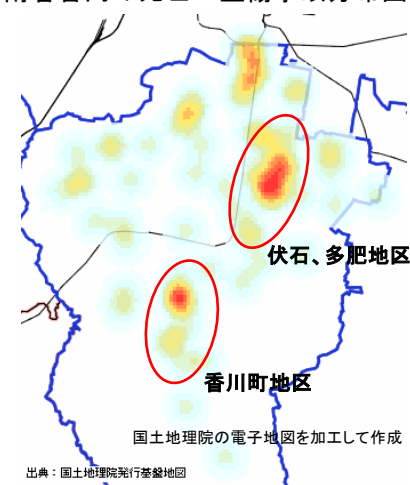 伏石、多肥地区
香川町地区
国土地理院の電子地図を加工して作成
出典：国土地理院発行基盤地図